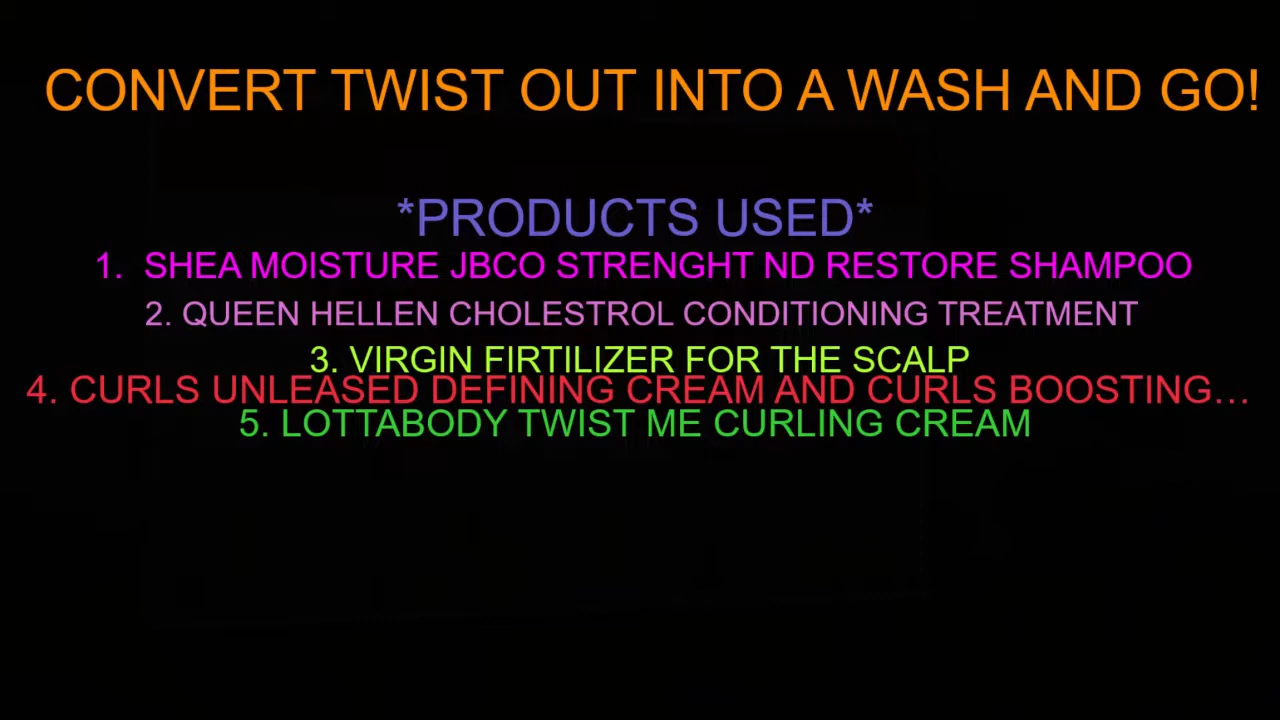 CONVERT TWIST OUT INTO A WASH AND GO!
*PRODUCTS USED*
1. SHEA MOISTURE JBCO STRENGHT ND RESTORE SHAMPOO
2. QUEEN HELLEN CHOLESTROL CONDITIONING TREATMENT
3. VIRGIN FIRTILIZER FOR THE SCALP
4. CURLS UNLEASED DEFINING CREAM AND CURLS BOOSTING…
5. LOTTABODY TWIST ME CURLING CREAM